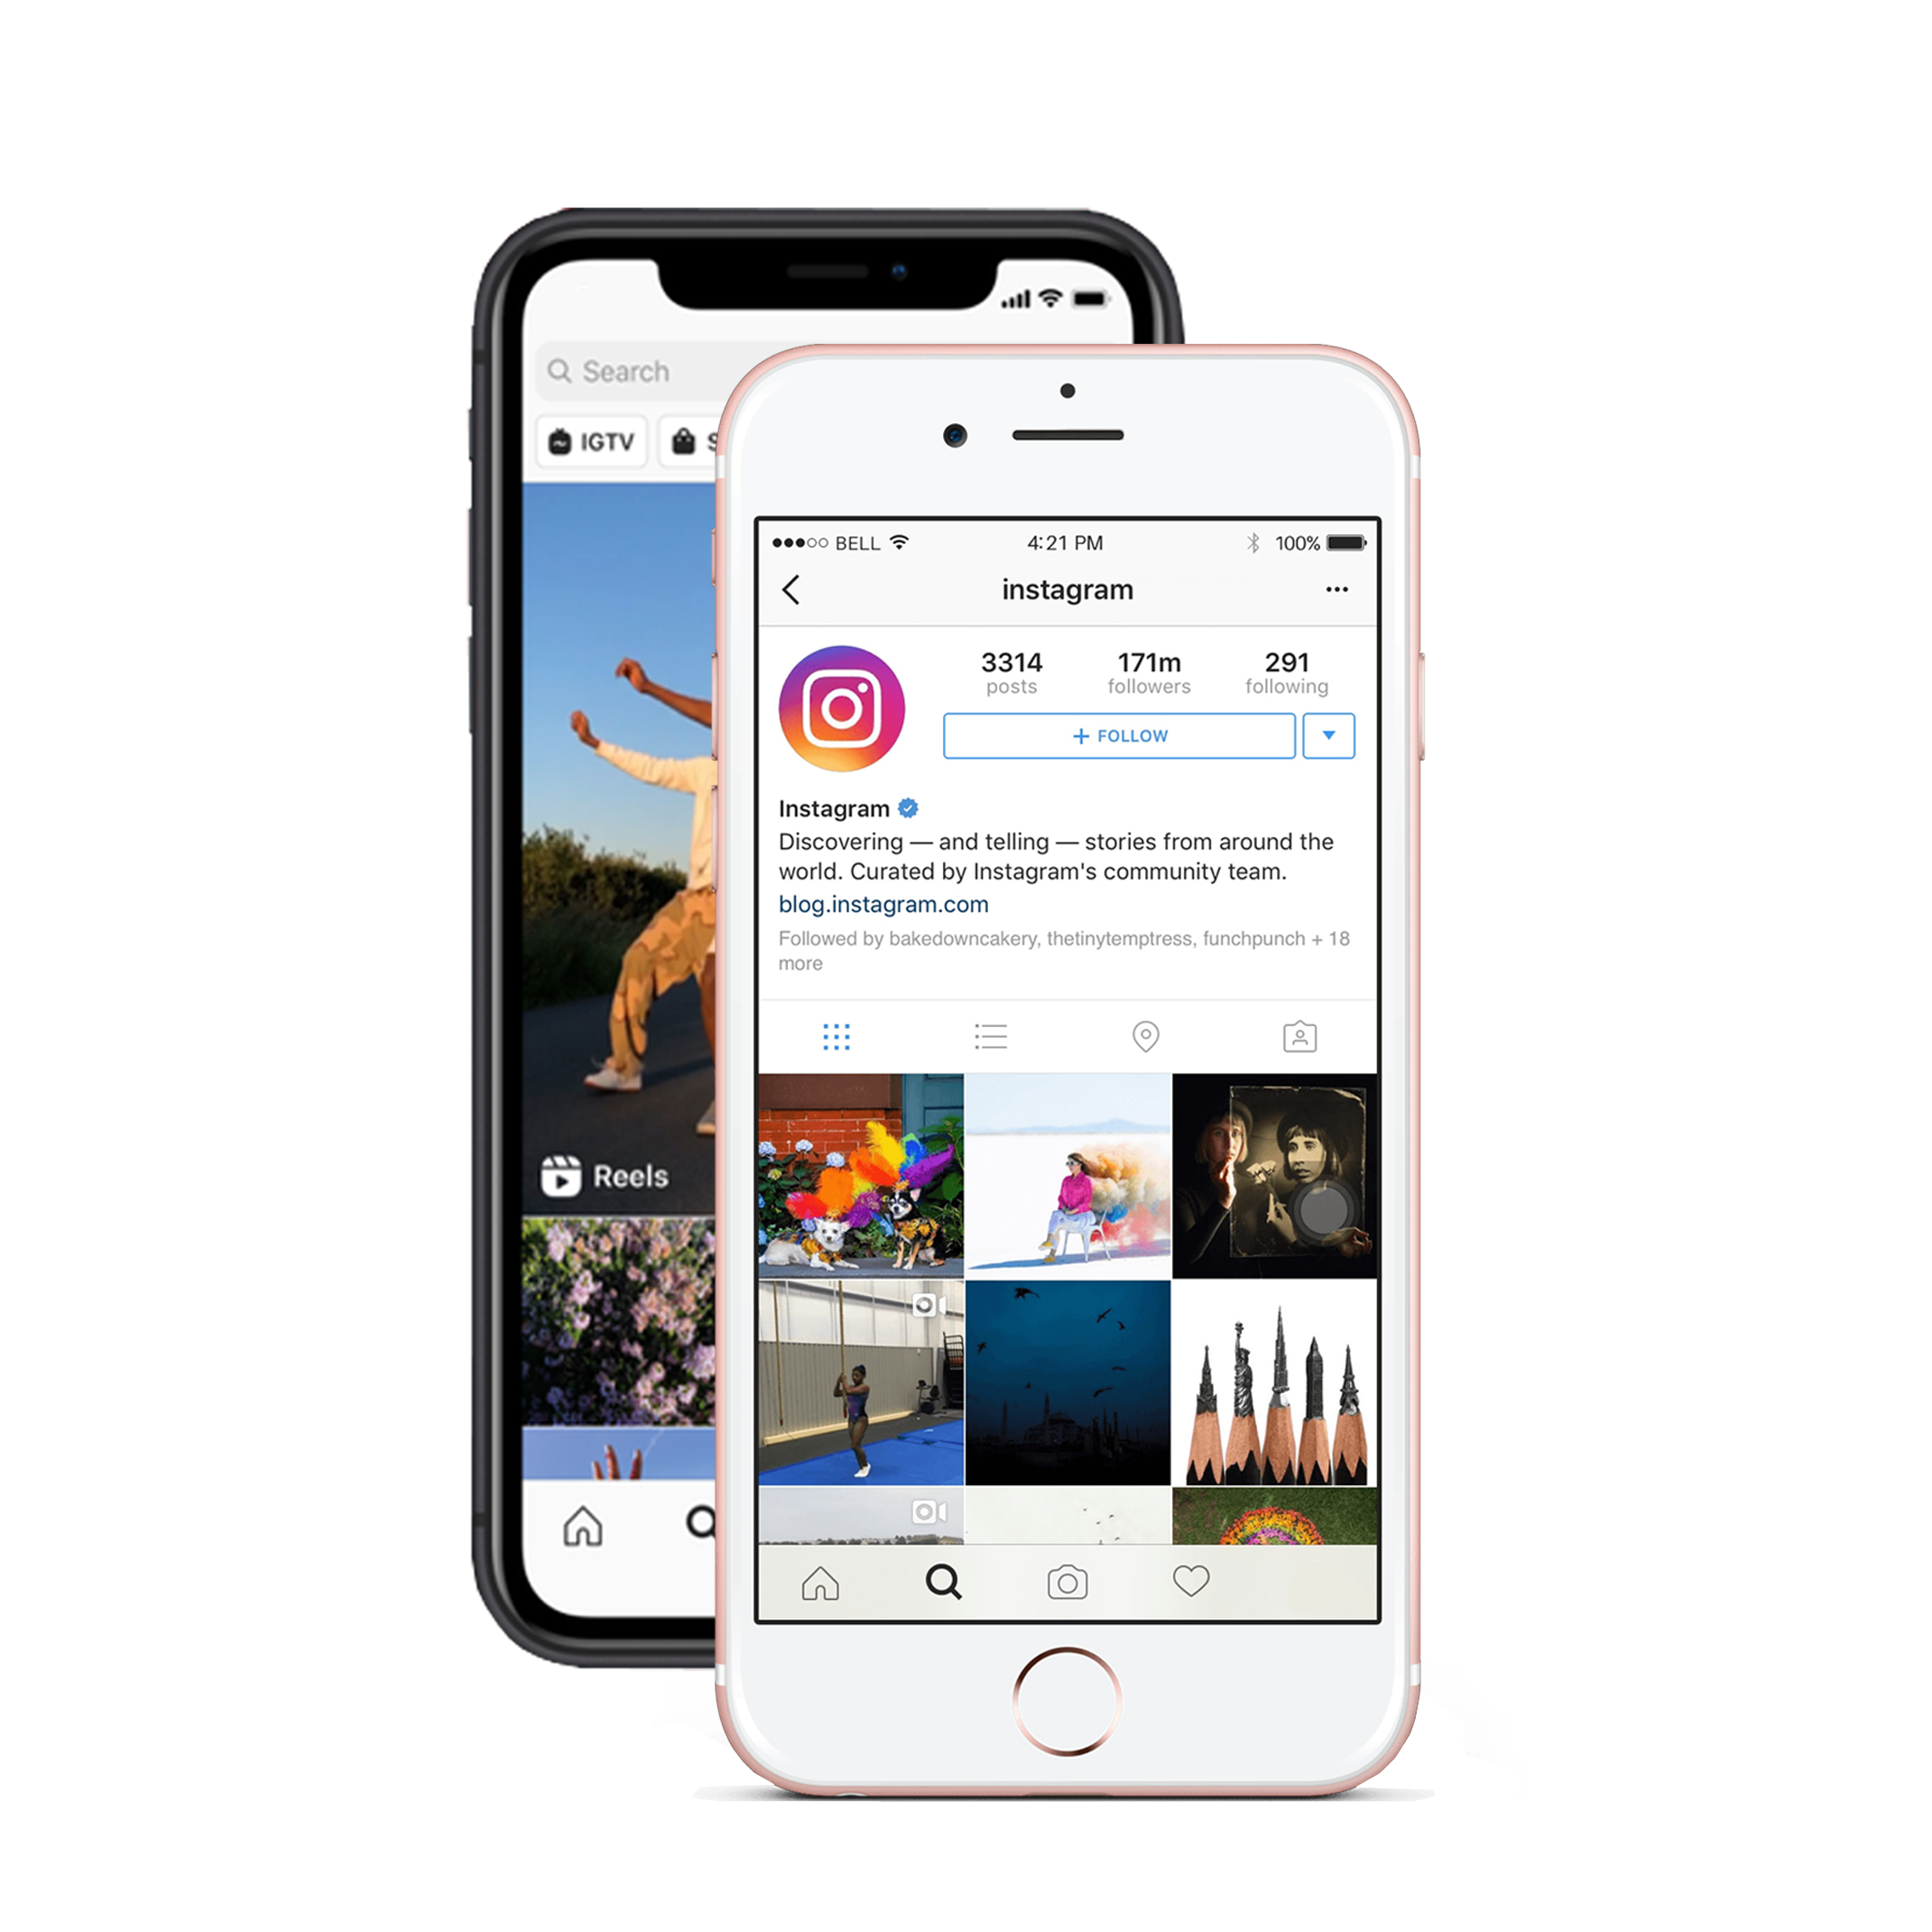 Search
IGTV
Reels
BELL
4:21 PM
100%
instagram
3314
posts
171m
followers
291
following
+ FOLLOW
Instagram
Discovering — and telling — stories from around the
world. Curated by Instagram's community team.
blog.instagram.com
Followed by bakedowncakery, thetinytemptress, funchpunch + 18
more